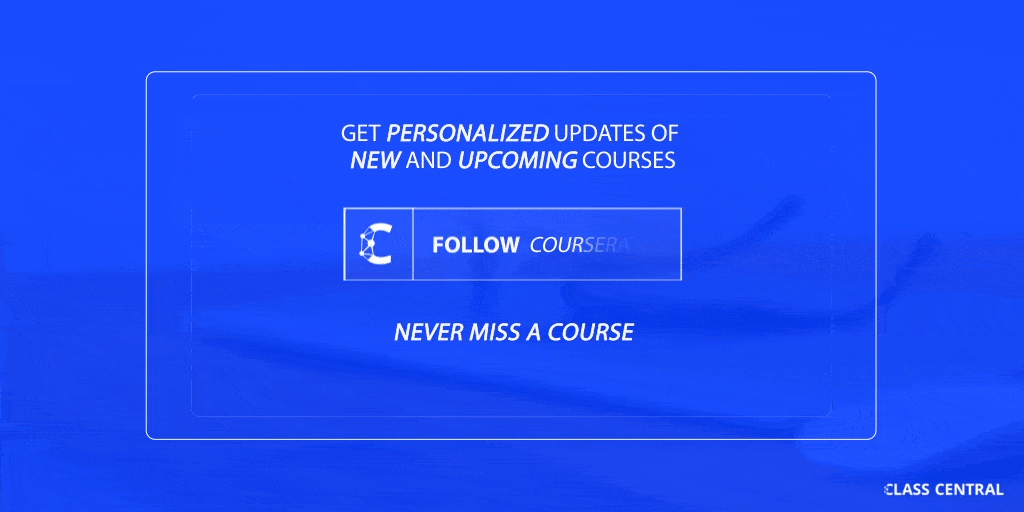 GET PERSONALIZED UPDATES OF
NEW AND UPCOMING COURSES
FOLLOW COURSERA
NEVER MISS A COURSE
CLASS CENTRAL